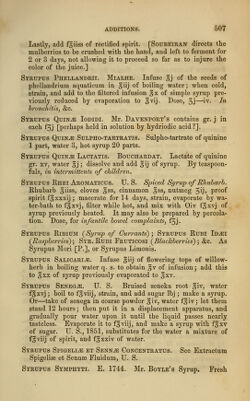 ADDITIONS. 507
Lastly, add f℥iiss of rectified spirit. [SOUBEIRAN directs the
mulberries to be crushed with the hand, and left to ferment for
2 or 3 days, not allowing it to proceed so far as to injure the
color of the juice.]
SYRUPUS PHELLANDRII. MIALHE. Infuse ℥j of the seeds of
phellandrium aquaticum in ℥iij of boiling water; when cold,
strain, and add to the filtered infusion ℥x of simple syrup pre-
viously reduced by evaporation to ℥vij. Dose, ℥j—iv. In
bronchitis, &c.
SYRUPUS QUINÆ IODIDI. Mr. DAVENPORT's contains gr. j in
each f℥j [perhaps held in solution by hydriodic acid?].
SYRUPUS QUINÆ SULPHO-TARTRATIS. Sulpho-tartrate of quinine
1 part, water 3, hot syrup 20 parts.
SYRUPUS QUINÆ LACTATIS. BOUCHARDAT. Lactate of quinine
gr. xv, water ℥j; dissolve and add ℥ij of syrup. By teaspoon-
fuls, in intermittents of children.
SYRUPUS RHEI AROMATICUS. U. S. Spiced Syrup of Rhubarb.
Rhubarb ℥iiss, cloves ℥ss, cinnamon ℥ss, nutmeg ʒij, proof
spirit f℥xxxij; macerate for 14 days, strain, evaporate by wa-
ter-bath to f℥xvj, filter while hot, and mix with Oiv f℥xvj of
syrup previously heated. It may also be prepared by percola-
tion. Dose, for infantile bowel complaints, fʒj.
SYRUPUS RIBIUM (Syrup of Currants); SYRUPUS RUBI IDÆI
(Raspberries); SYR. RUBI FRUTICOSI (Blackberries); &c. As
Syrupus Mori [P.], or Syrupus Limonis.
SYRUPUS SALICARIÆ. Infuse ℥iij of flowering tops of willow-
herb in boiling water q. s. to obtain ℥v of infusion; add this
to ℥xx of syrup previously evaporated to ℥xv.
SYRUPUS SENEGÆ. U. S. Bruised seneka root ℥iv, water
f℥xvj; boil to f℥viij, strain, and add sugar ℔j; make a syrup.
Or—take of senega in coarse powder ℥iv, water f℥iv; let them
stand 12 hours; then put it in a displacement apparatus, and
gradually pour water upon it until the liquid passes nearly
tasteless. Evaporate it to f℥viij, and make a syrup with ℥xv
of sugar. U. S., 1851, substitutes for the water a mixture of
f℥viij of spirit, and f℥xxiv of water.
SYRUPUS SPIGELIÆ ET SENNÆ CONCENTRATUS. See Extractum
Spigeliæ et Sennæ Fluidum, U. S.
SYRUPUS SYMPHYTI. E. 1744. Mr. BOYLE's Syrup. Fresh